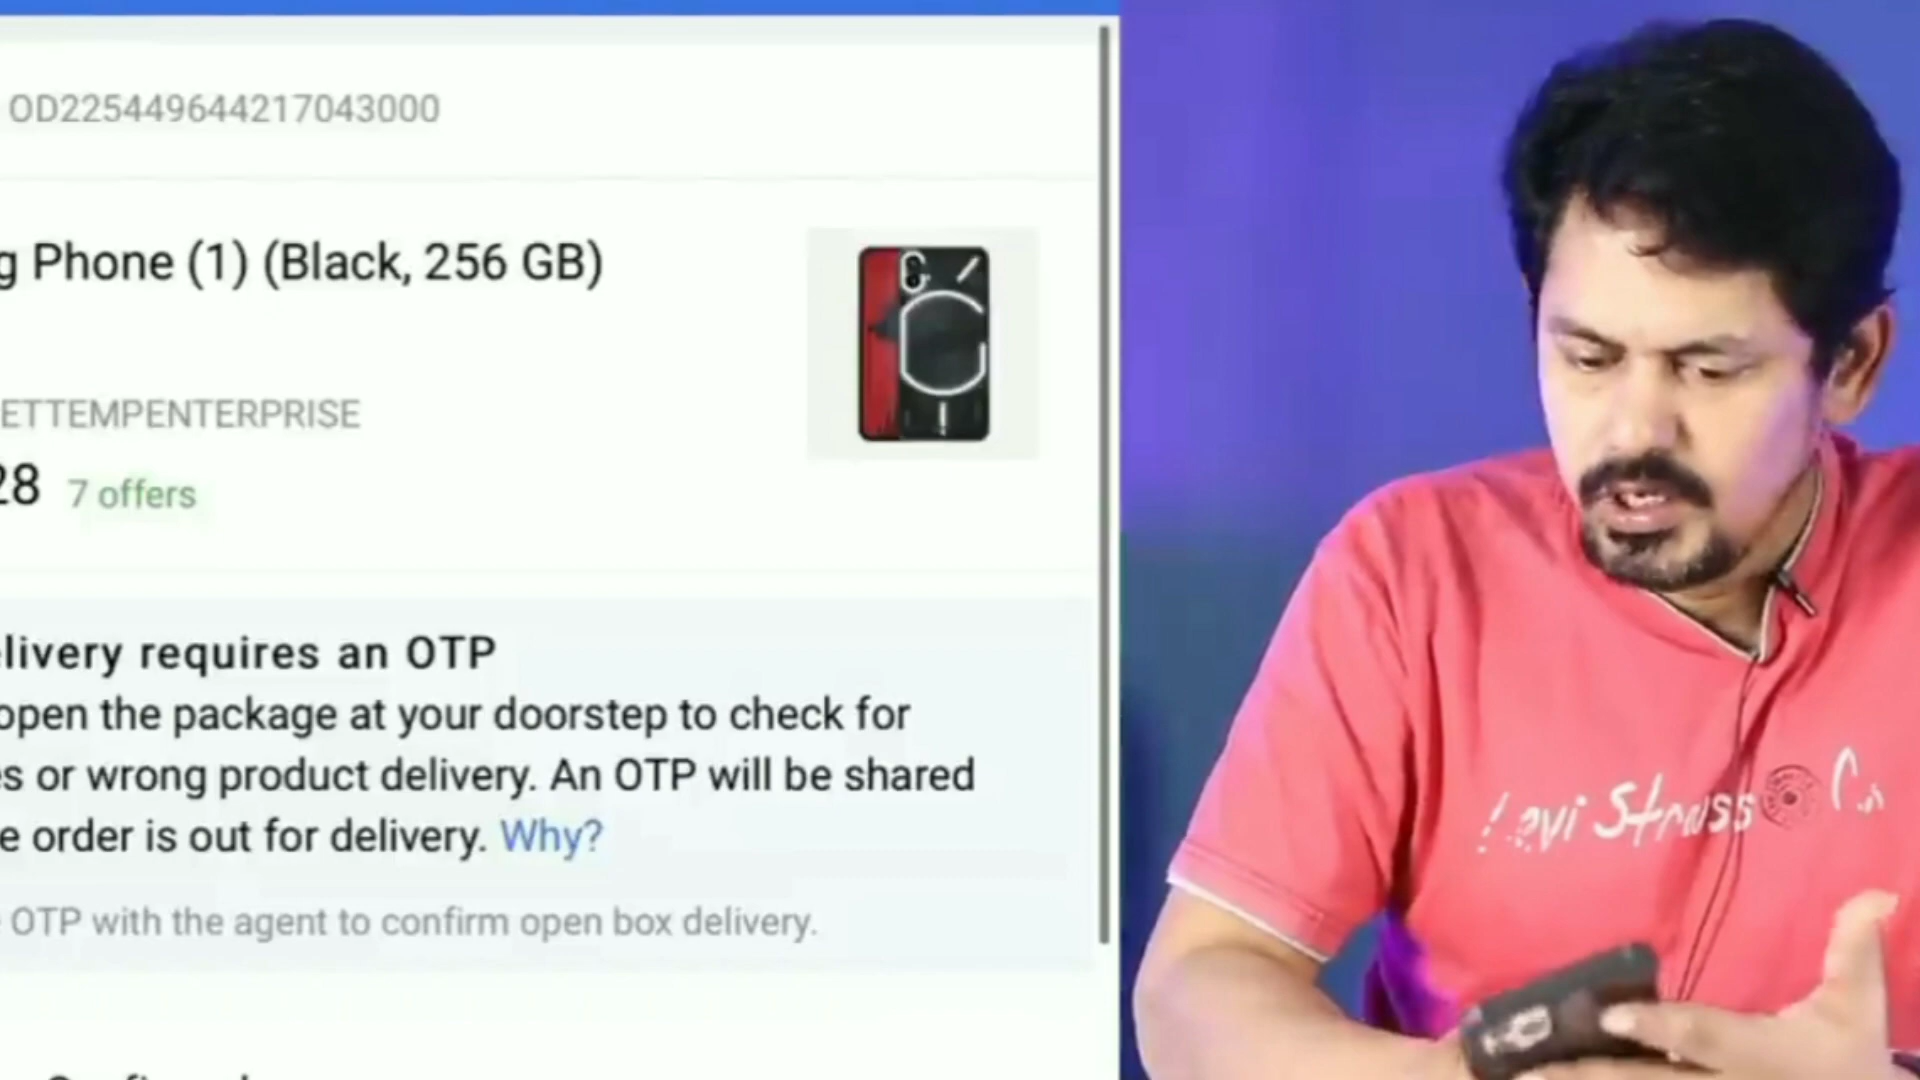 OD225449644217043000
g Phone (1) (Black, 256 GB)
ETTEMPENTERPRISE
28 7 offers
elivery requires an OTP
open the package at your doorstep to check for
es or wrong product delivery. An OTP will be shared
e order is out for delivery. Why?
OTP with the agent to confirm open box delivery.
Levi Strauss